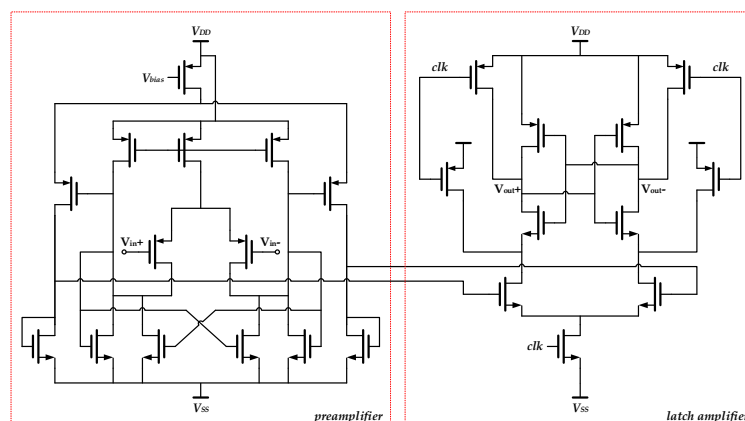 VDD
Vbias
Vin+
Vin-
VSS
preamplifier
VDD
clk
clk
Vout+
Vout-
clk
VSS
latch amplifier